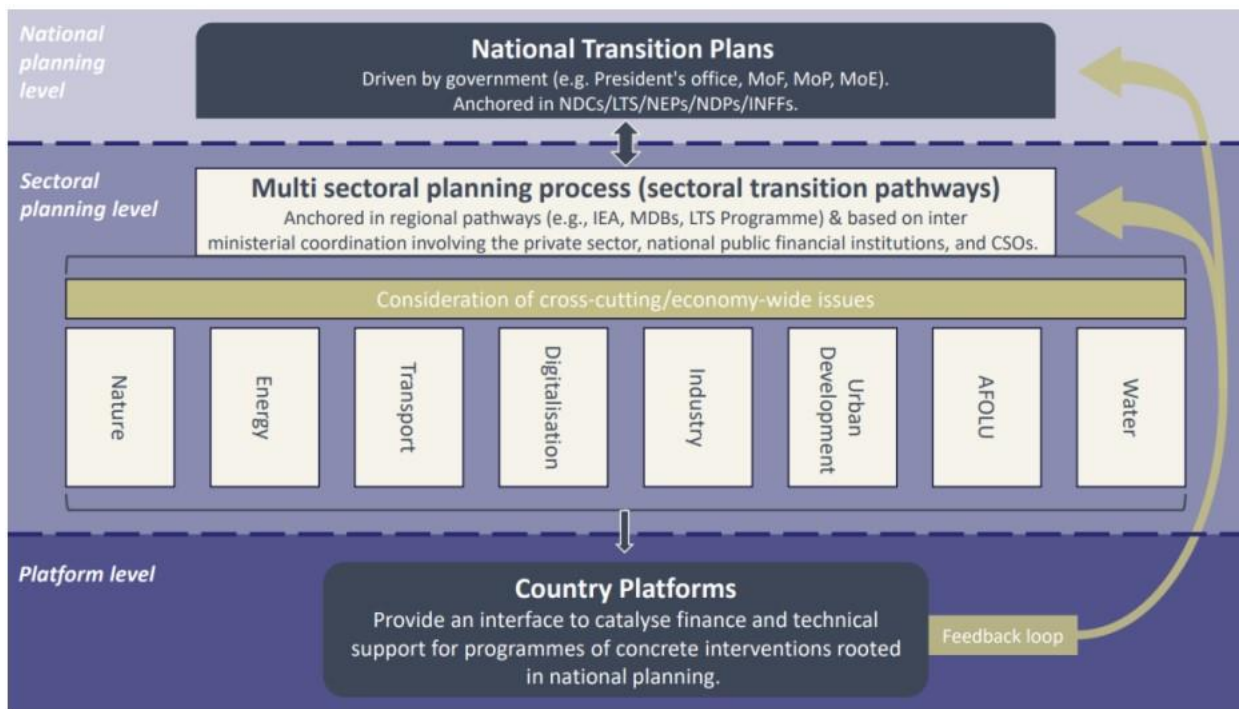 National
planning
level
National Transition Plans
Driven by government (e.g. President's office, MoF, MoP, MoE).
Anchored in NDCs/LTS/NEPs/NDPs/INFFs.
Sectoral
planning level
Multi sectoral planning process (sectoral transition pathways)
Anchored in regional pathways (e.g., IEA, MDBs, LTS Programme) & based on inter
ministerial coordination involving the private sector, national public financial institutions, and CSOs.
Consideration of cross-cutting/economy-wide issues
Nature
Energy
Transport
Digitalisation
Industry
Urban
Development
AFOLU
Water
Platform level
Country Platforms
Provide an interface to catalyse finance and technical
support for programmes of concrete interventions rooted
in national planning.
Feedback loop